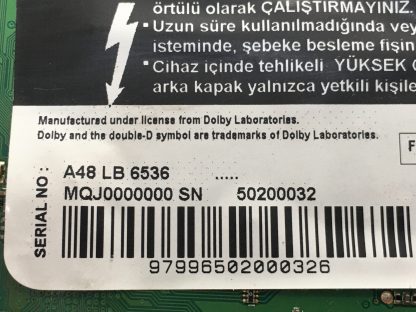 örtülü olarak ÇALIŞTIRMAYINIZ.
• Uzun süre kullanılmadığında vey
isteminde, şebeke besleme fişin
• Cihaz içinde tehlikeli YÜKSEK G
arka kapak yalnızca yetkili kişile
Manufactured under license from Dolby Laboratories.
Dolby and the double-D symbol are trademarks of Dolby Laboratories.
F
SERIAL NO :
A48 LB 6536 .....
MQJ0000000 SN 50200032
97996502000326